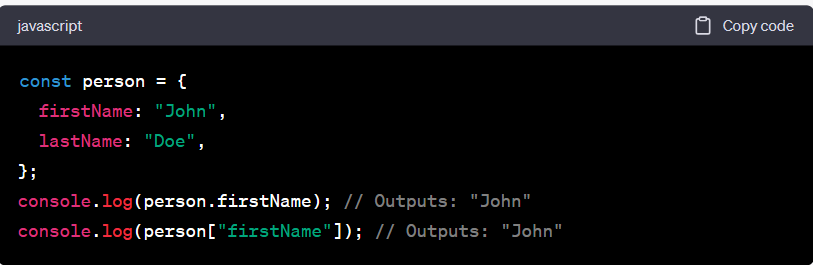 javascript Copy code
const person = {
  firstName: "John",
  lastName: "Doe",
};
console.log(person.firstName); // Outputs: "John"
console.log(person["firstName"]); // Outputs: "John"